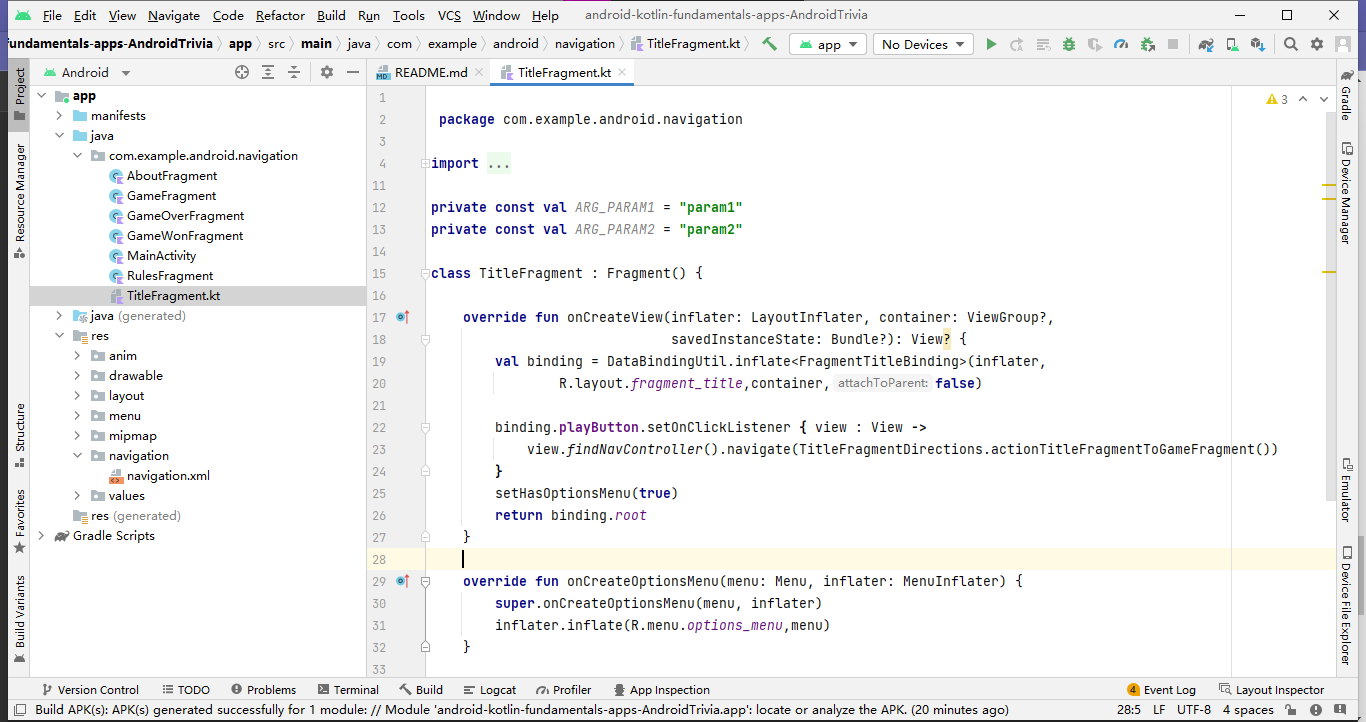 File Edit View Navigate Code Refactor Build Run Tools VCS Window Help android-kotlin-fundamentals-apps-AndroidTrivia
fundamentals-apps-AndroidTrivia app src main java com example android navigation TitleFragment.kt app No Devices
Project
Resource Manager
Structure
Favorites
Build Variants
Android
app
manifests
java
com.example.android.navigation
AboutFragment
GameFragment
GameOverFragment
GameWonFragment
MainActivity
RulesFragment
TitleFragment.kt
java (generated)
res
anim
drawable
layout
menu
mipmap
navigation
navigation.xml
values
res (generated)
Gradle Scripts
README.md TitleFragment.kt
3
1
2 package com.example.android.navigation
3
4 import ...
11
12 private const val ARG_PARAM1 = "param1"
13 private const val ARG_PARAM2 = "param2"
14
15 class TitleFragment : Fragment() {
16
17 override fun onCreateView(inflater: LayoutInflater, container: ViewGroup?,
18 savedInstanceState: Bundle?): View? {
19 val binding = DataBindingUtil.inflate<FragmentTitleBinding>(inflater,
20 R.layout.fragment_title,container, attachToParent: false)
21
22 binding.playButton.setOnClickListener { view : View ->
23 view.findNavController().navigate(TitleFragmentDirections.actionTitleFragmentToGameFragment())
24 }
25 setHasOptionsMenu(true)
26 return binding.root
27 }
28
29 override fun onCreateOptionsMenu(menu: Menu, inflater: MenuInflater) {
30 super.onCreateOptionsMenu(menu, inflater)
31 inflater.inflate(R.menu.options_menu,menu)
32 }
33
Gradle
Device Manager
Emulator
Device File Explorer
Version Control TODO Problems Terminal Build Logcat Profiler App Inspection 4 Event Log Layout Inspector
Build APK(s): APK(s) generated successfully for 1 module: // Module 'android-kotlin-fundamentals-apps-AndroidTrivia.app': locate or analyze the APK. (20 minutes ago) 28:5 LF UTF-8 4 spaces